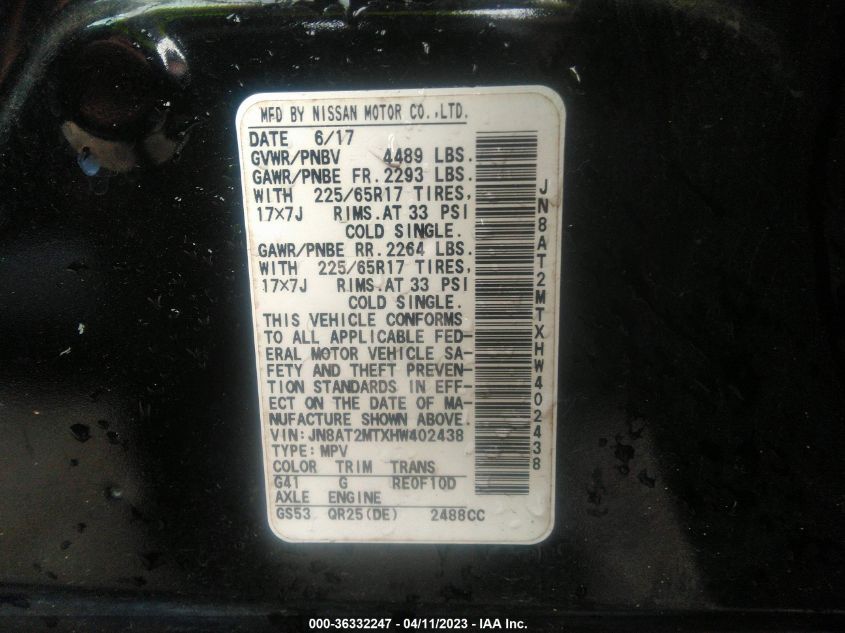 MFD BY NISSAN MOTOR CO.,LTD.
DATE 6/17
GVWR/PNBV 4489 LBS.
GAWR/PNBE FR. 2293 LBS.
WITH 225/65R17 TIRES,
17×7J RIMS.AT 33 PSI
COLD SINGLE.
GAWR/PNBE RR. 2264 LBS.
WITH 225/65R17 TIRES,
17×7J RIMS.AT 33 PSI
COLD SINGLE.
THIS VEHICLE CONFORMS
TO ALL APPLICABLE FED-
ERAL MOTOR VEHICLE SA-
FETY AND THEFT PREVEN-
TION STANDARDS IN EFF-
ECT ON THE DATE OF MA-
NUFACTURE SHOWN ABOVE.
VIN: JN8AT2MTXHW402438
TYPE: MPV
COLOR TRIM TRANS
G41 G RE0F10D
AXLE ENGINE
GS53 QR25(DE) 2488CC
JN8AT2MTXHW402438
000-36332247 - 04/11/2023 - IAA Inc.